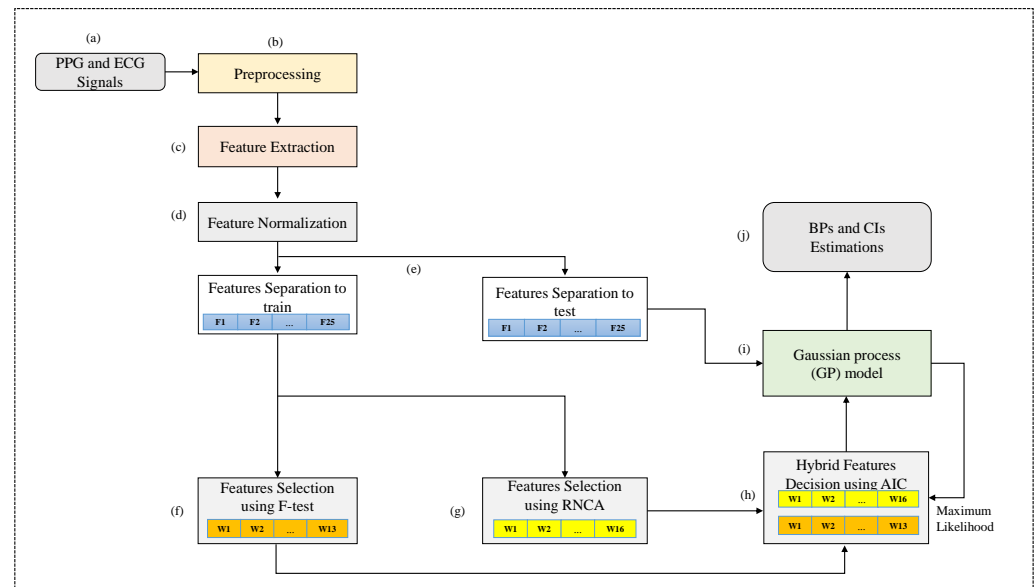 (a)
PPG and ECG
Signals
(b)
Preprocessing
(c)
Feature Extraction
(d)
Feature Normalization
(e)
Features Separation to
train
F1 F2 ... F25
Features Separation to
test
F1 F2 ... F25
(f)
Features Selection
using F-test
W1 W2 ... W13
(g)
Features Selection
using RNCA
W1 W2 ... W16
(h)
Hybrid Features
Decision using AIC
W1 W2 ... W16
W1 W2 ... W13
Maximum
Likelihood
(i)
Gaussian process
(GP) model
(j)
BPs and CIs
Estimations